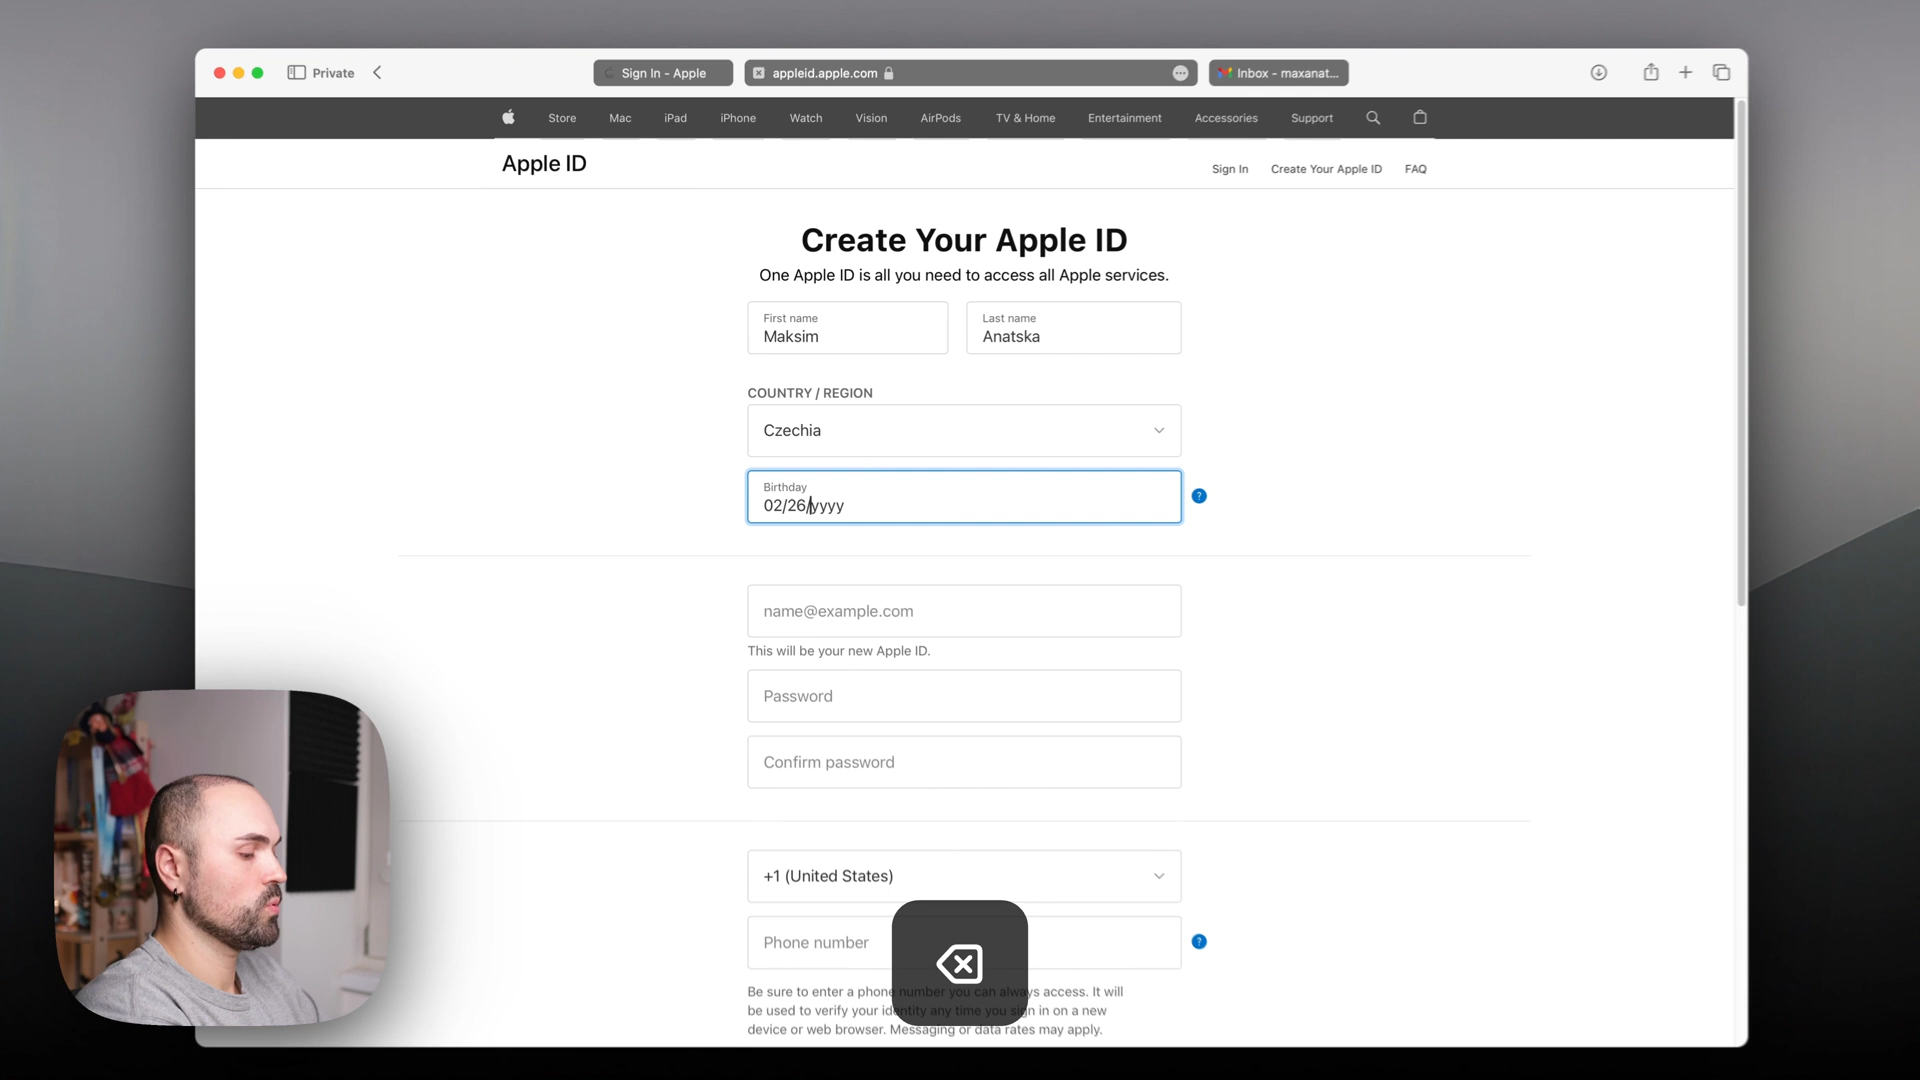 Private
Sign In - Apple
appleid.apple.com
Inbox - maxanat...
Store
Mac
iPad
iPhone
Watch
Vision
AirPods
TV & Home
Entertainment
Accessories
Support
Apple ID
Sign In
Create Your Apple ID
FAQ
Create Your Apple ID
One Apple ID is all you need to access all Apple services.
First name
Maksim
Last name
Anatska
COUNTRY / REGION
Czechia
Birthday
02/26/yyyy
?
name@example.com
This will be your new Apple ID.
Password
Confirm password
+1 (United States)
Phone number
?
Be sure to enter a phone number you can always access. It will
be used to verify your identity any time you sign in on a new
device or web browser. Messaging or data rates may apply.